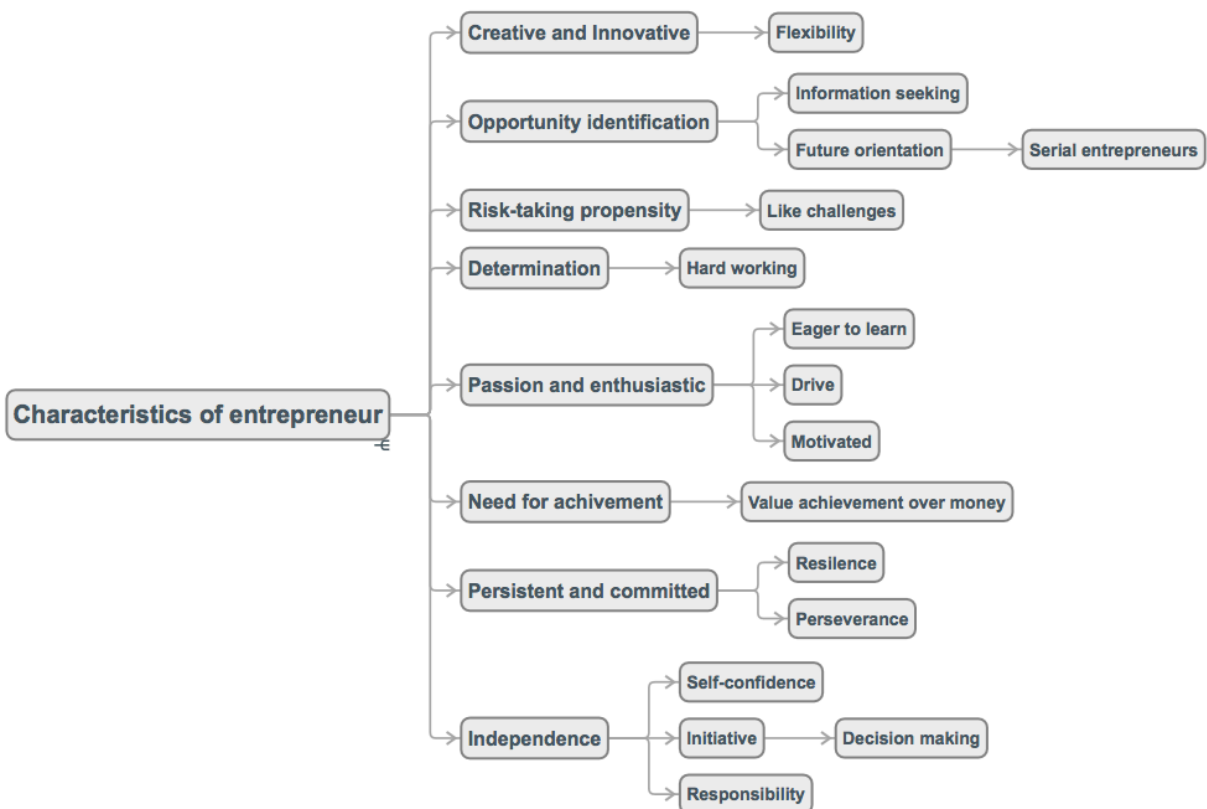 Characteristics of entrepreneur
Creative and Innovative
Flexibility
Opportunity identification
Information seeking
Future orientation
Serial entrepreneurs
Risk-taking propensity
Like challenges
Determination
Hard working
Passion and enthusiastic
Eager to learn
Drive
Motivated
Need for achivement
Value achievement over money
Persistent and committed
Resilence
Perseverance
Independence
Self-confidence
Initiative
Decision making
Responsibility